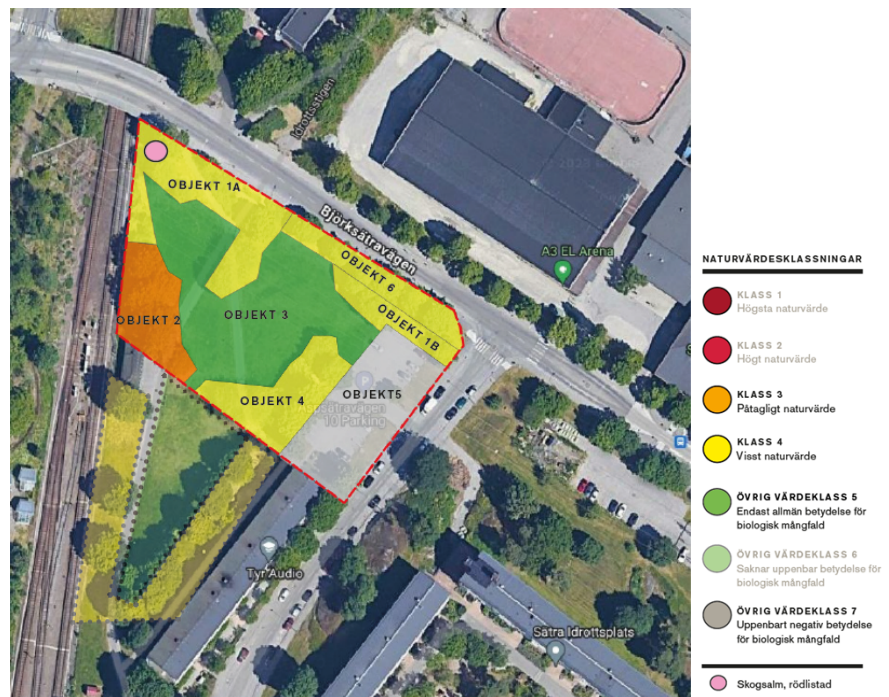 Idrottsstigen
OBJEKT 1A
Björksätravägen
A3 EL Arena
OBJEKT 6
OBJEKT 2
OBJEKT 3
OBJEKT 1B
OBJEKT 4
OBJEKT5
10 Parking
Tyr Audio
Sätra Idrottsplats
NATURVÄRDESKLASSNINGAR
KLASS 1
Högsta naturvärde
KLASS 2
Högt naturvärde
KLASS 3
Påtagligt naturvärde
KLASS 4
Visst naturvärde
ÖVRIG VÄRDEKLASS 5
Endast allmän betydelse för
biologisk mångfald
ÖVRIG VÄRDEKLASS 6
Saknar uppenbar betydelse för
biologisk mångfald
ÖVRIG VÄRDEKLASS 7
Uppenbart negativ betydelse
för biologisk mångfald
Skogsalm, rödlistad